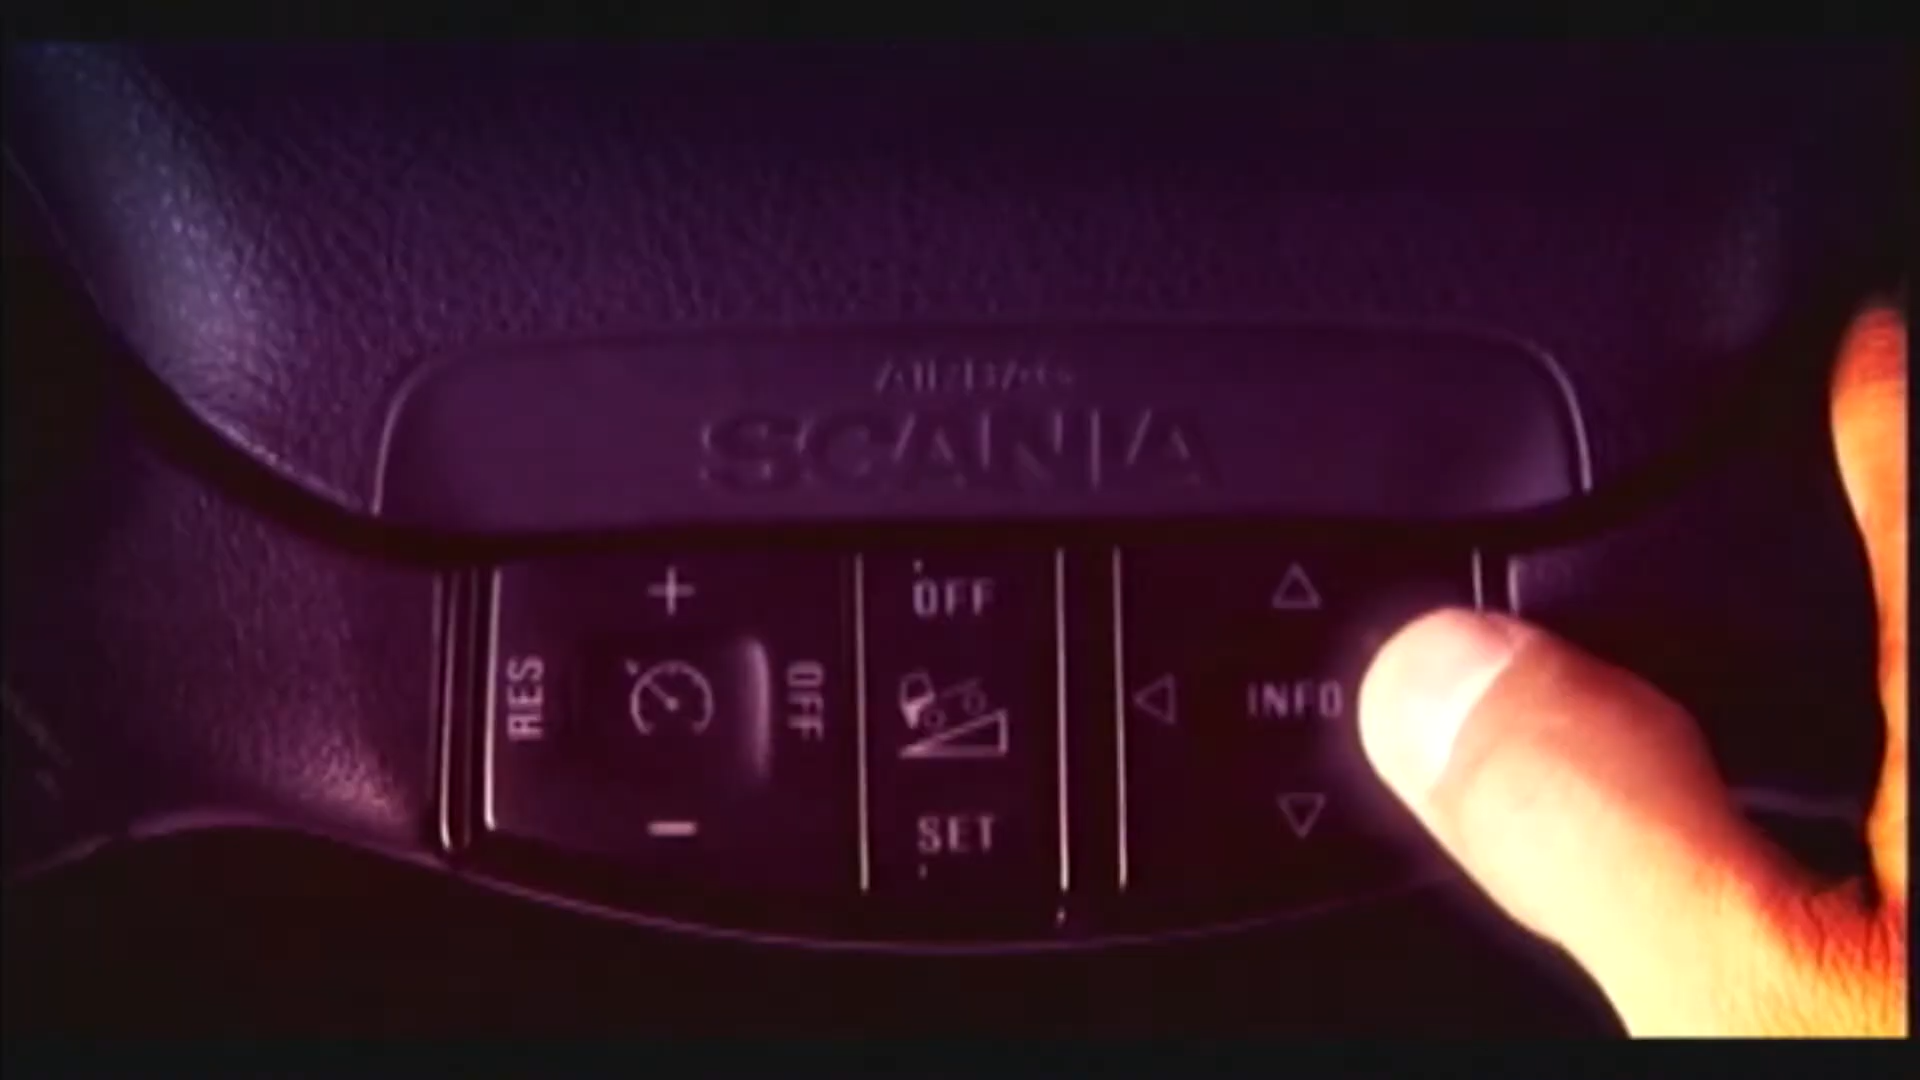 AIRBAG
SCANIA
+
OFF
RES
OFF
INFO
-
SET